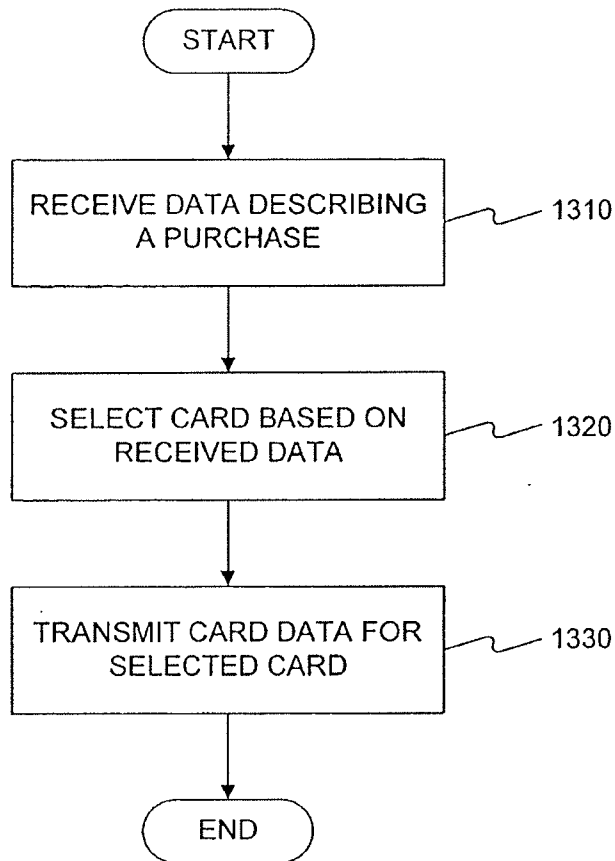 START
RECEIVE DATA DESCRIBING
A PURCHASE
1310
SELECT CARD BASED ON
RECEIVED DATA
1320
TRANSMIT CARD DATA FOR
SELECTED CARD
1330
END